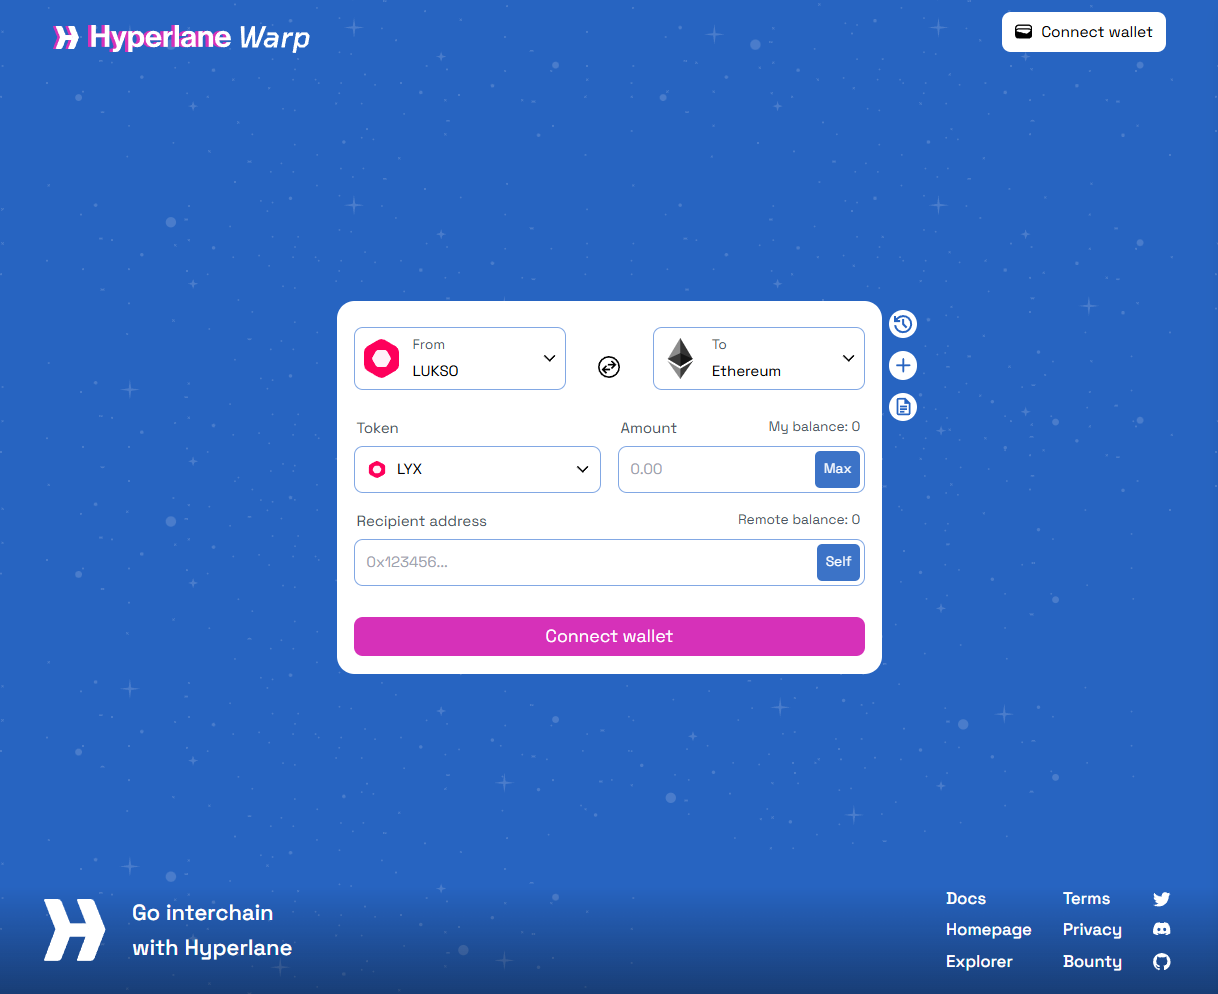 Hyperlane Warp
Connect wallet
From
LUKSO
To
Ethereum
Token
Amount
My balance: 0
LYX
0.00
Max
Recipient address
Remote balance: 0
0x123456...
Self
Connect wallet
Go interchain
with Hyperlane
Docs
Terms
Homepage
Privacy
Explorer
Bounty